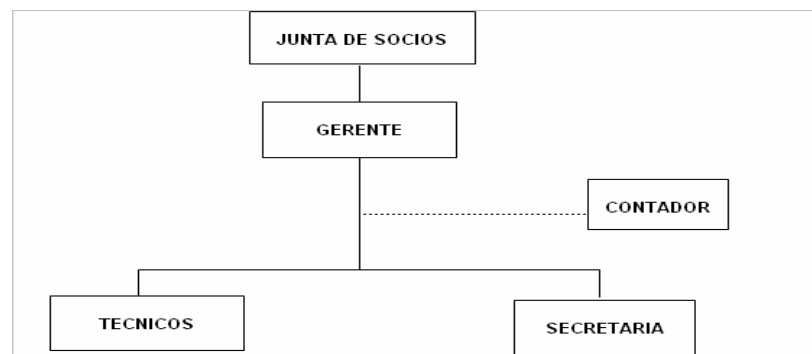 JUNTA DE SOCIOS
GERENTE
CONTADOR
TECNICOS
SECRETARIA